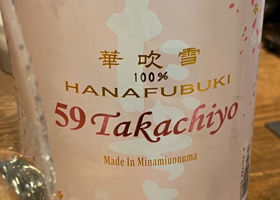 華吹雪
100%
HANAFUBUKI
59 Takachiyo
Made In Minamiuonuma